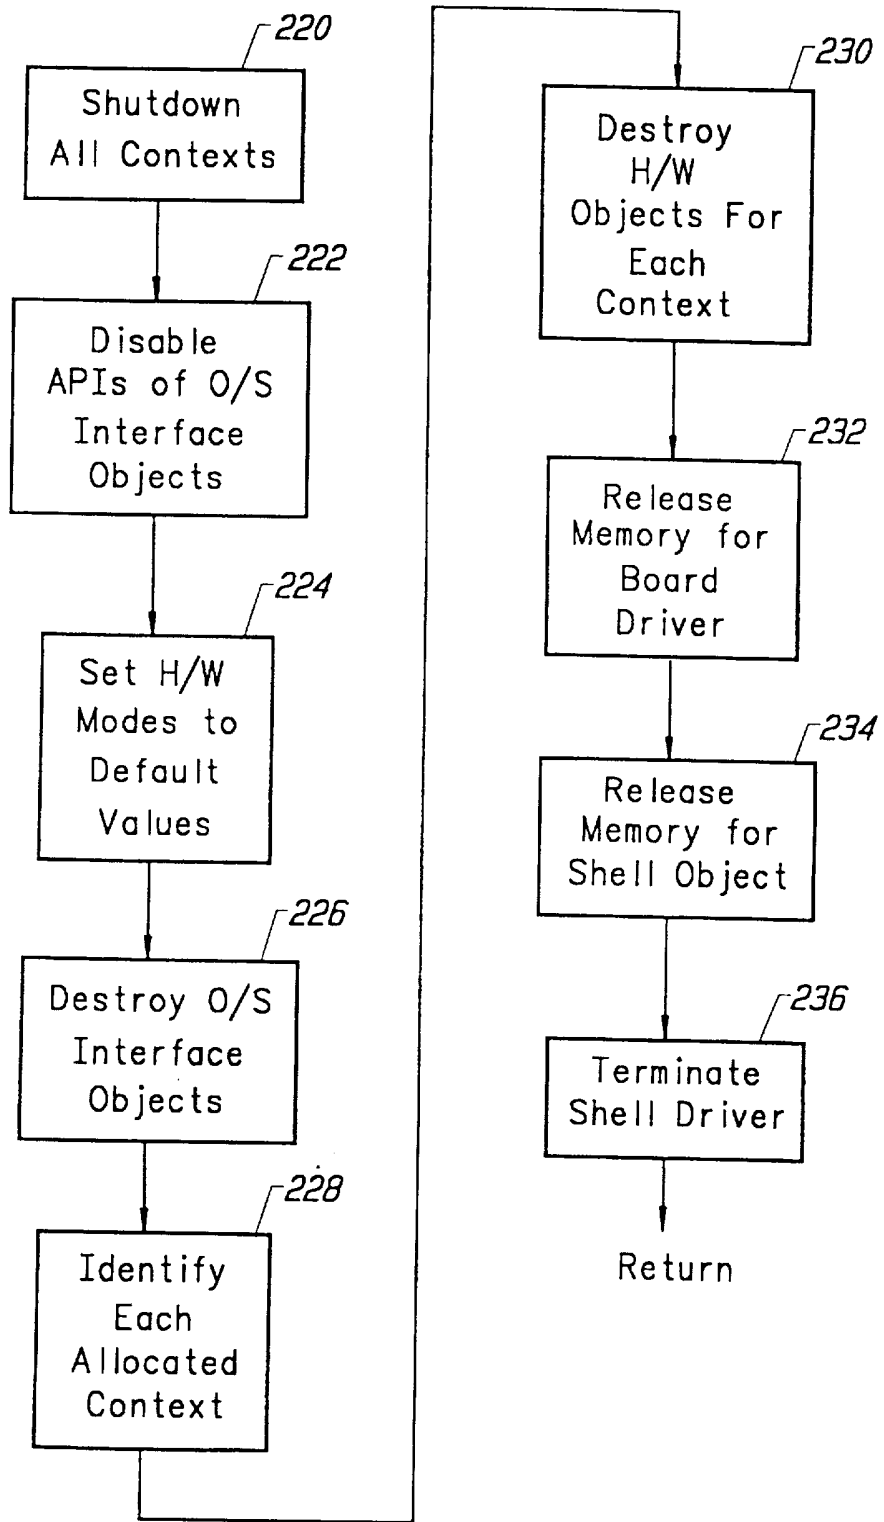 220
Shutdown
All Contexts
222
Disable
APIs of O/S
Interface
Objects
224
Set H/W
Modes to
Default
Values
226
Destroy O/S
Interface
Objects
228
Identify
Each
Allocated
Context
230
Destroy
H/W
Objects For
Each
Context
232
Release
Memory for
Board
Driver
234
Release
Memory for
Shell Object
236
Terminate
Shell Driver
Return